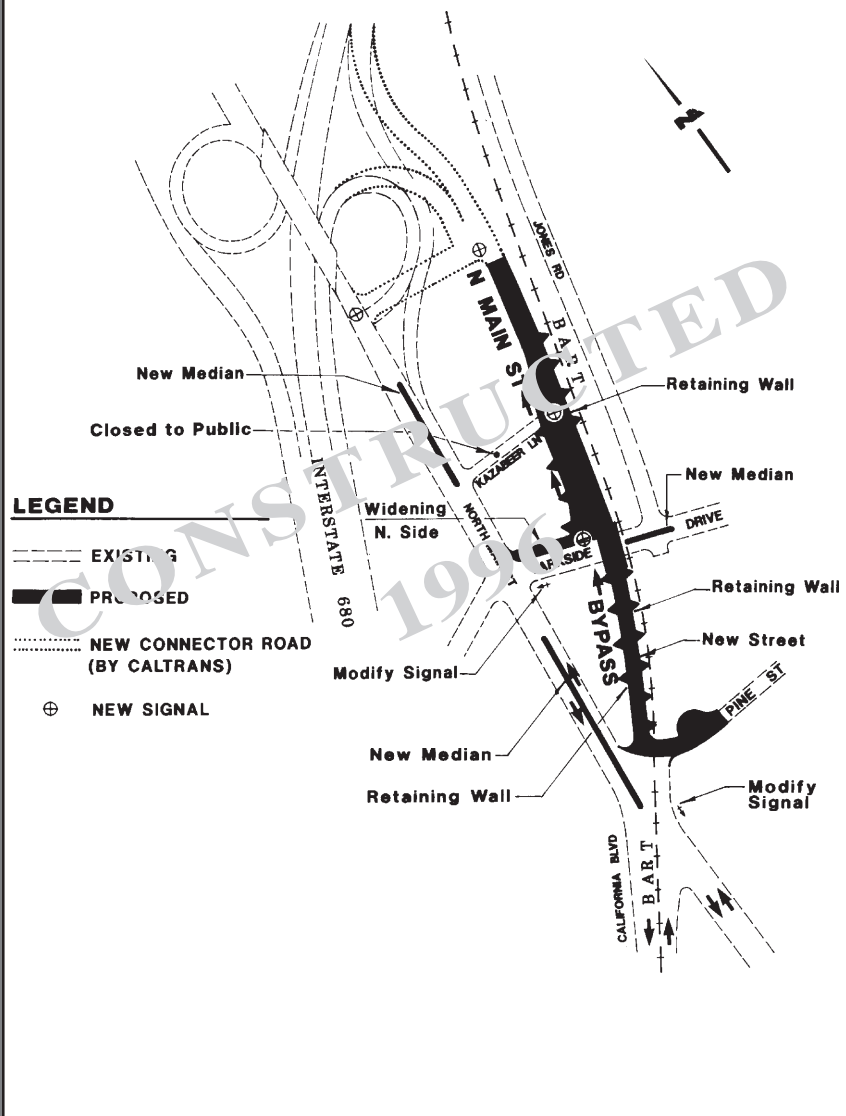 N
JONES RD
N MAIN ST
BART
New Median
Retaining Wall
Closed to Public
KAZABEER LN
New Median
LEGEND
INTERSTATE 680
Widening
N. Side
NORTH
DRIVE
EXISTING
ARKSIDE
PROPOSED
Retaining Wall
BYPASS
NEW CONNECTOR ROAD
(BY CALTRANS)
New Street
Modify Signal
PINE ST
NEW SIGNAL
New Median
Retaining Wall
Modify
Signal
CALIFORNIA BLVD
BART
CONSTRUCTED
1996